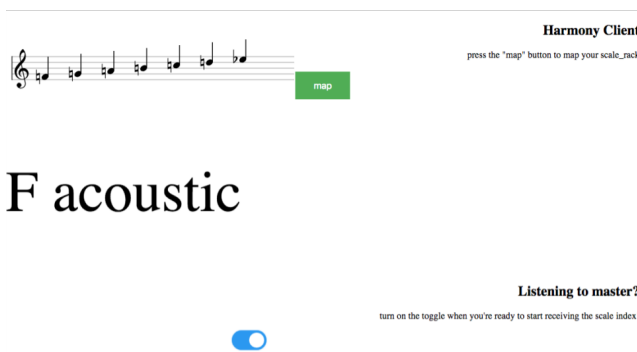 Harmony Client
press the "map" button to map your scale_rack
map
F acoustic
Listening to master?
turn on the toggle when you're ready to start receiving the scale index